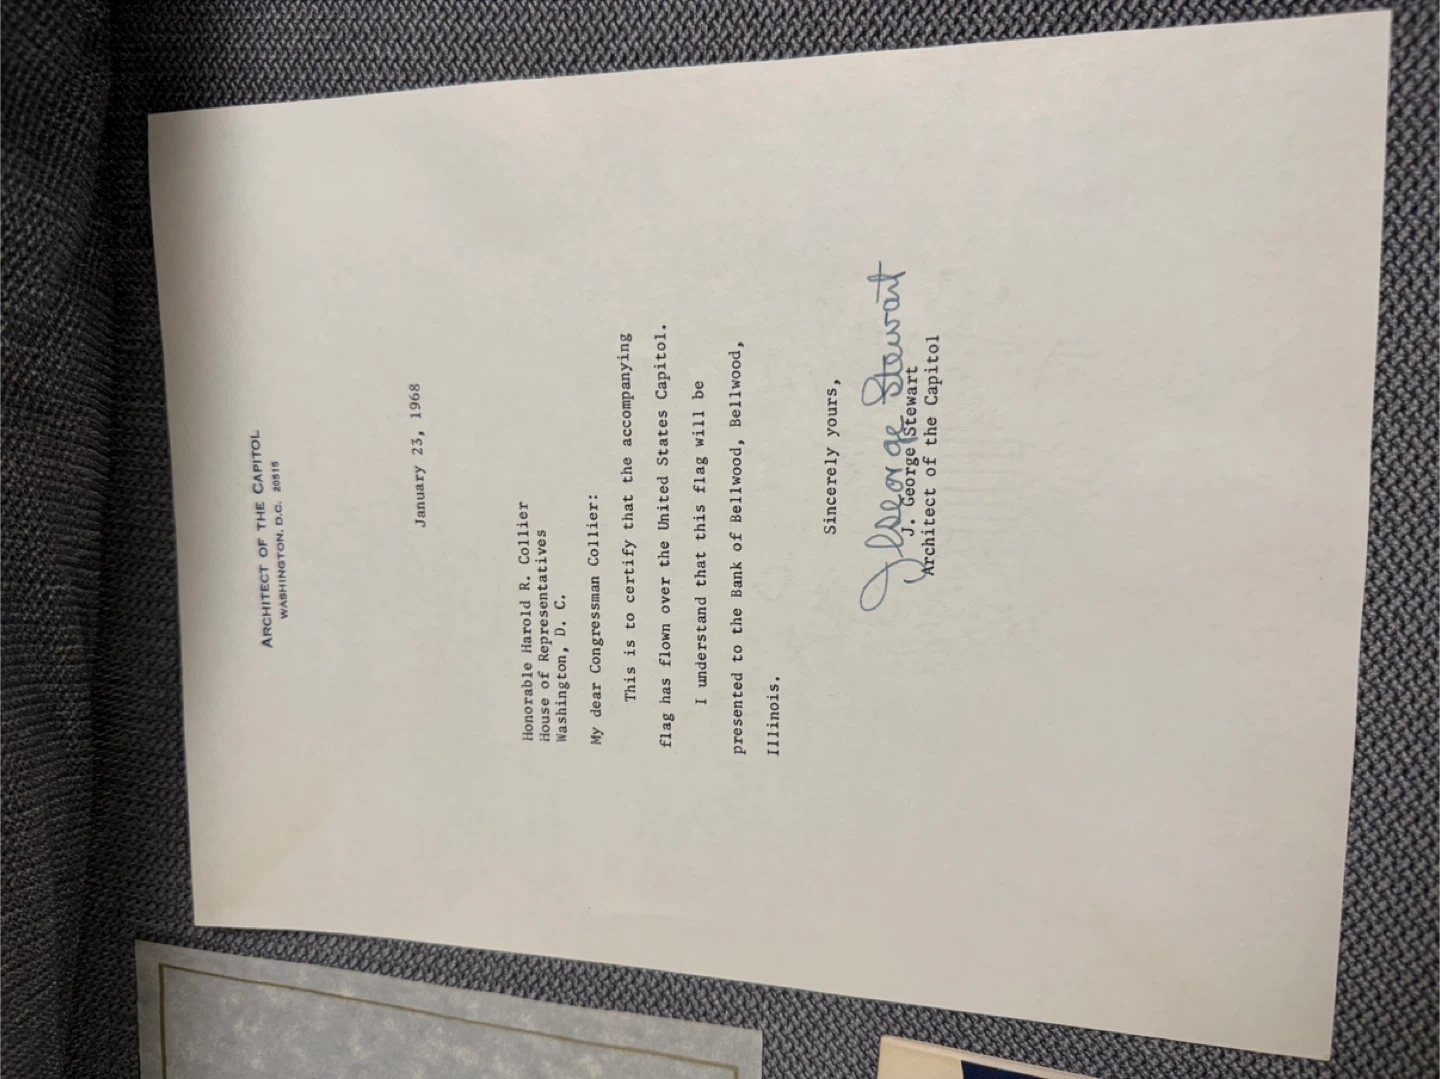 ARCHITECT OF THE CAPITOL
WASHINGTON, D.C. 20515
January 23, 1968
Honorable Harold R. Collier
House of Representatives
Washington, D. C.
My dear Congressman Collier:
This is to certify that the accompanying
flag has flown over the United States Capitol.
I understand that this flag will be
presented to the Bank of Bellwood, Bellwood,
Illinois.
Sincerely yours,
J. George Stewart
J. George Stewart
Architect of the Capitol